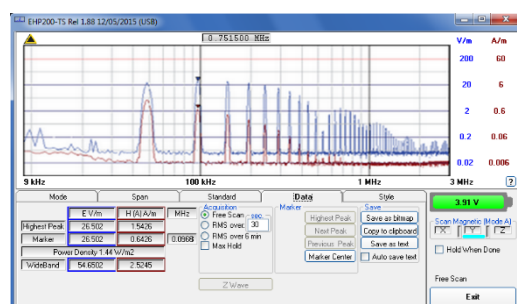 EHP200-TS Rel 1.88 12/05/2015 (USB)
0.751500 MHz
V/m A/m
200 60
20 6
2 0.6
0.2 0.06
0.02 0.006
9 kHz 100 kHz 1 MHz 3 MHz
?
Mode Span Standard Data Style
3.91 V
E V/m H (A) A/m MHz
Highest Peak 26.502 1.5426
Marker 26.502 0.6426 0.0968
Power Density 1.44 W/m2
WideBand 54.6502 2.5245
Acquisition
Free Scan sec.
RMS over: 30
RMS over 6 min
Max Hold
Z Wave
Marker
Highest Peak
Next Peak
Previous Peak
Marker Center
Save
Save as bitmap
Copy to clipboard
Save as text
Auto save text
Scan Magnetic (Mode A)
X Y Z
Hold When Done
Free Scan
Exit